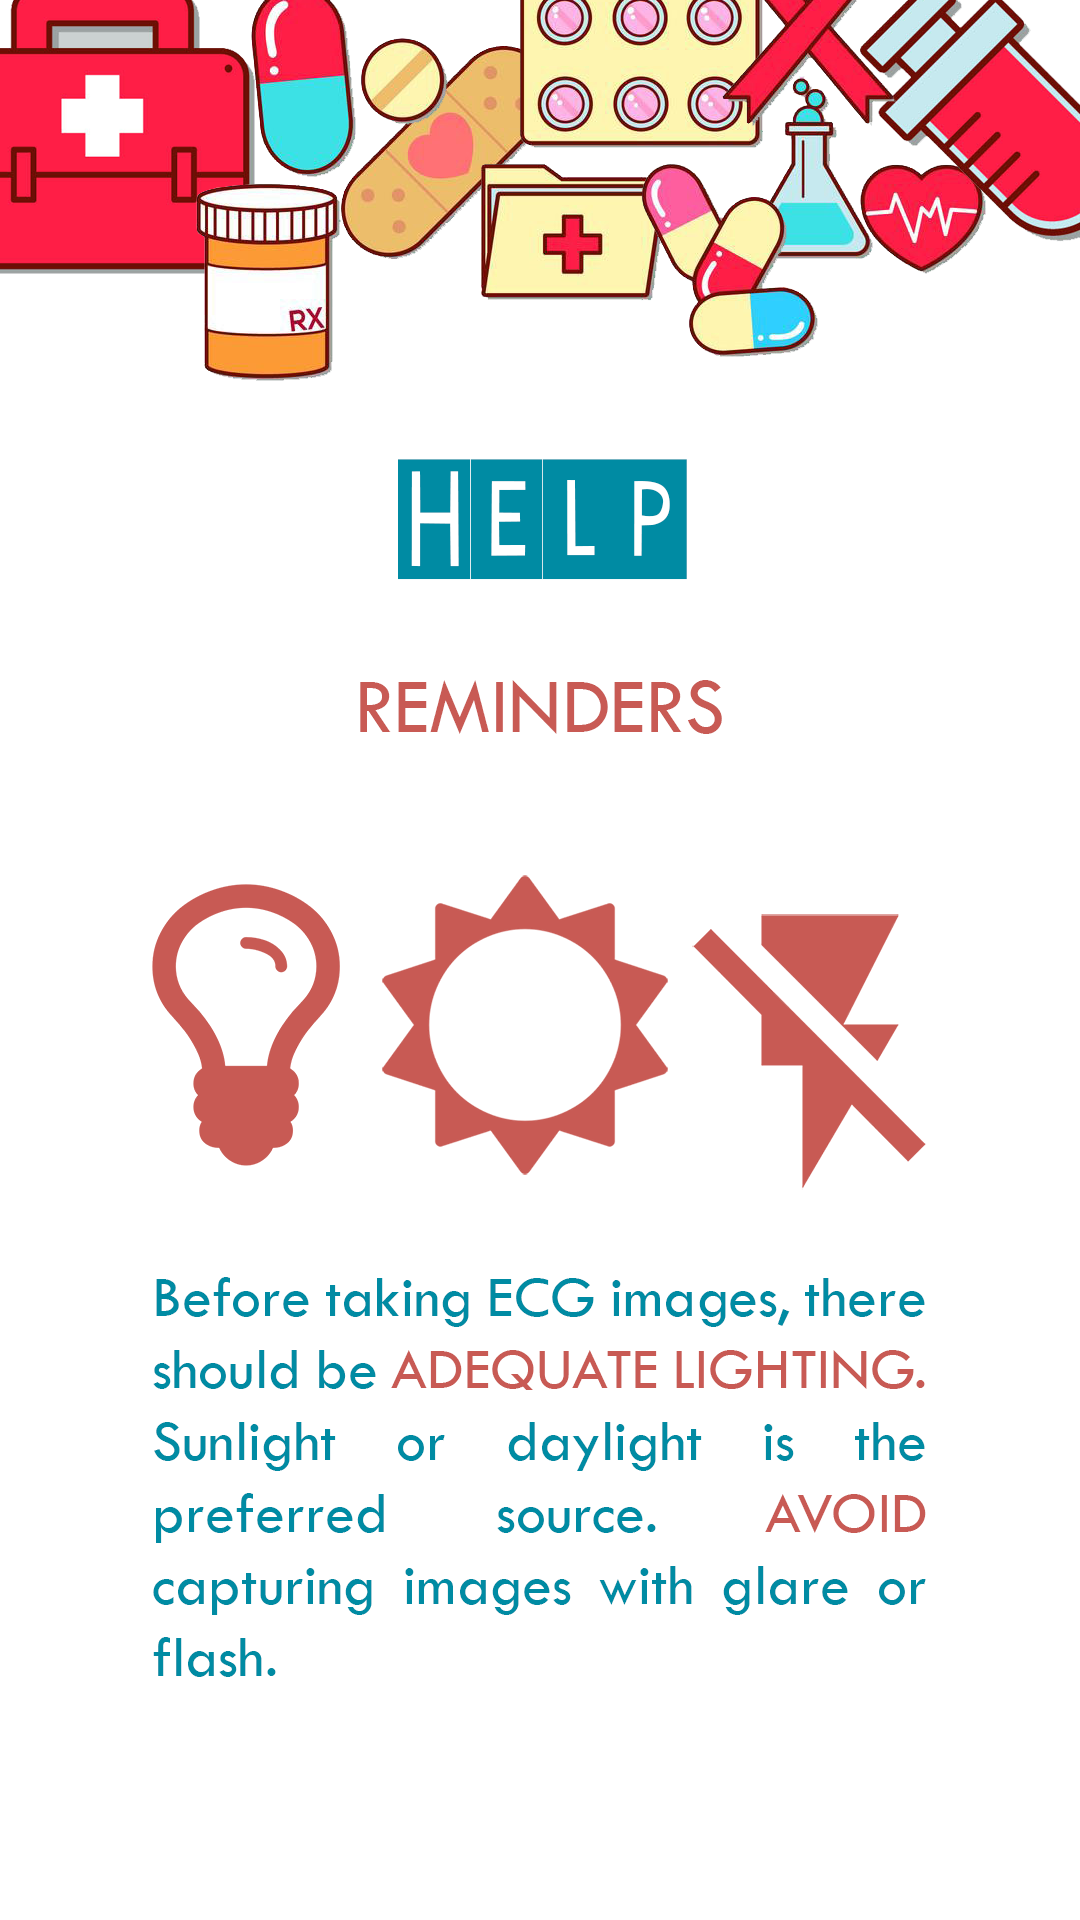 RX
HELP
REMINDERS
Before taking ECG images, there
should be ADEQUATE LIGHTING.
Sunlight or daylight is the
preferred source. AVOID
capturing images with glare or
flash.